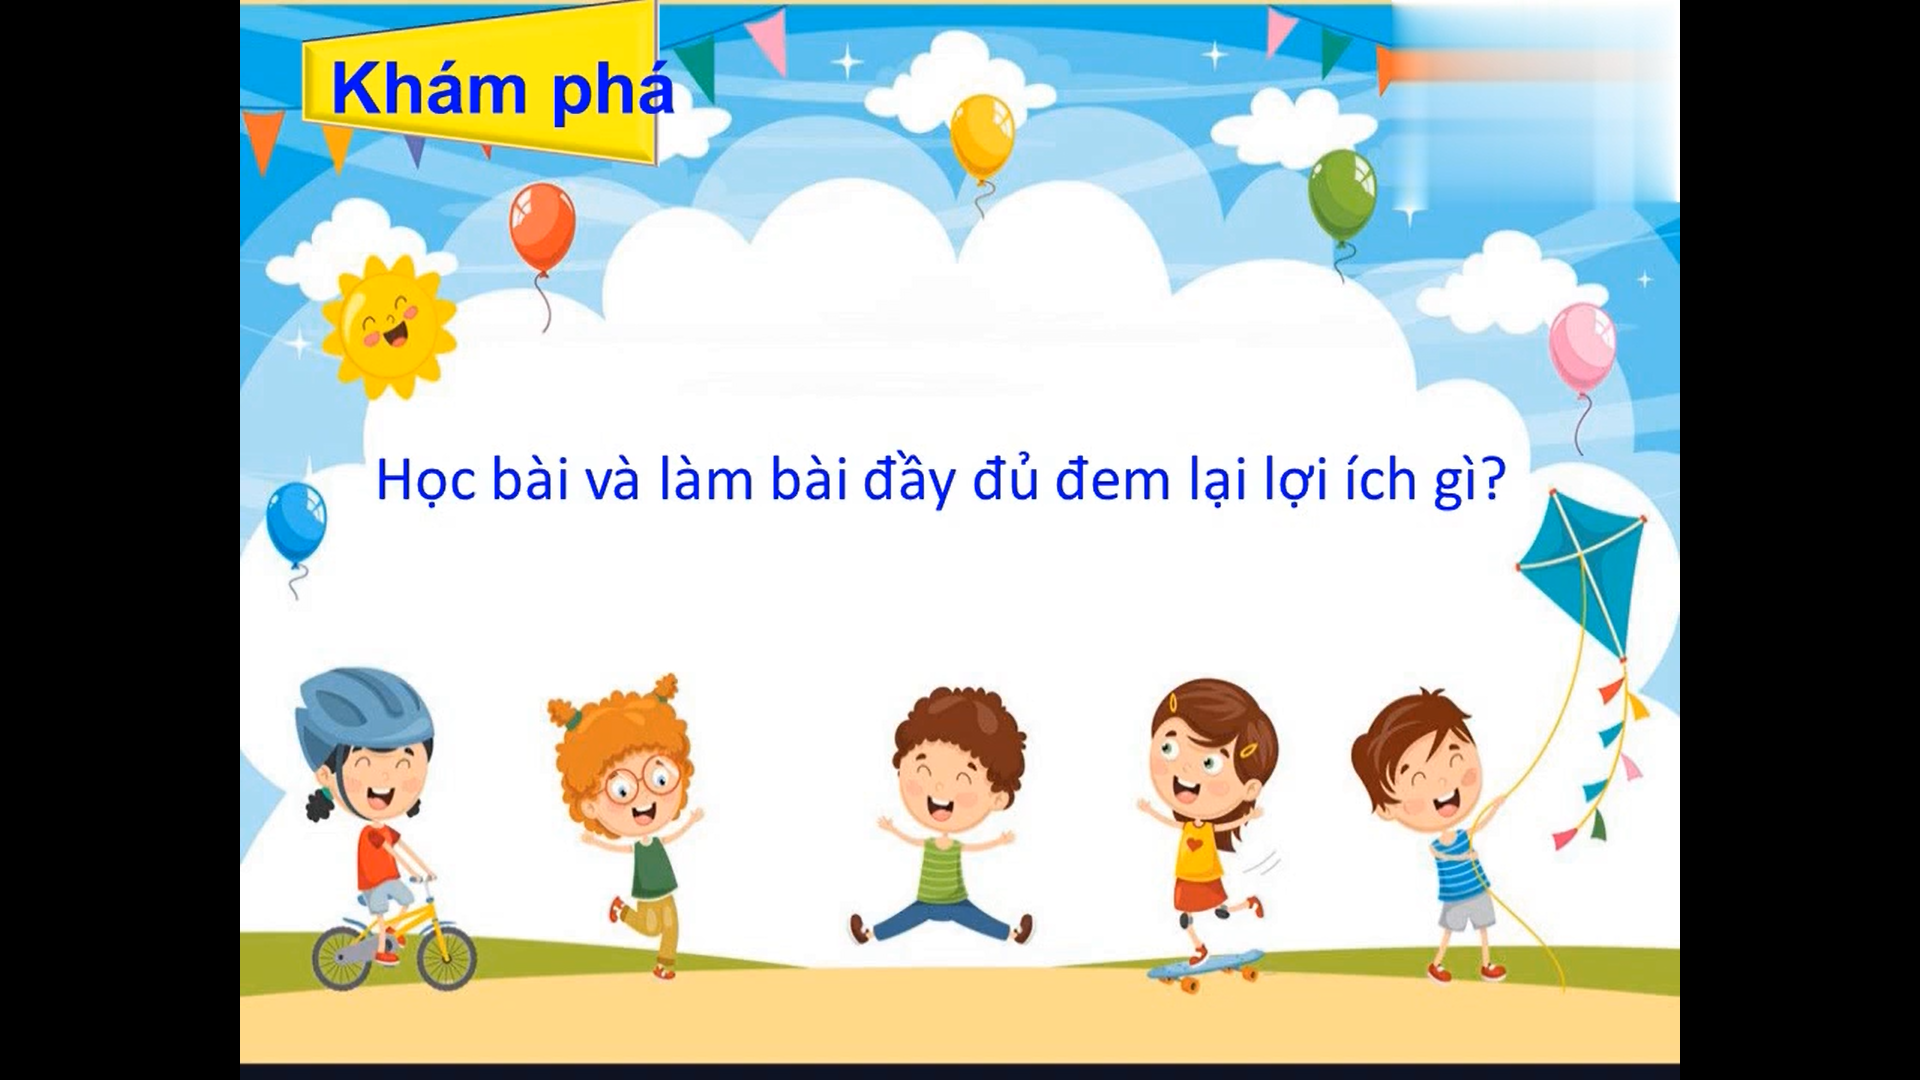 Khám phá
Học bài và làm bài đầy đủ đem lại lợi ích gì?